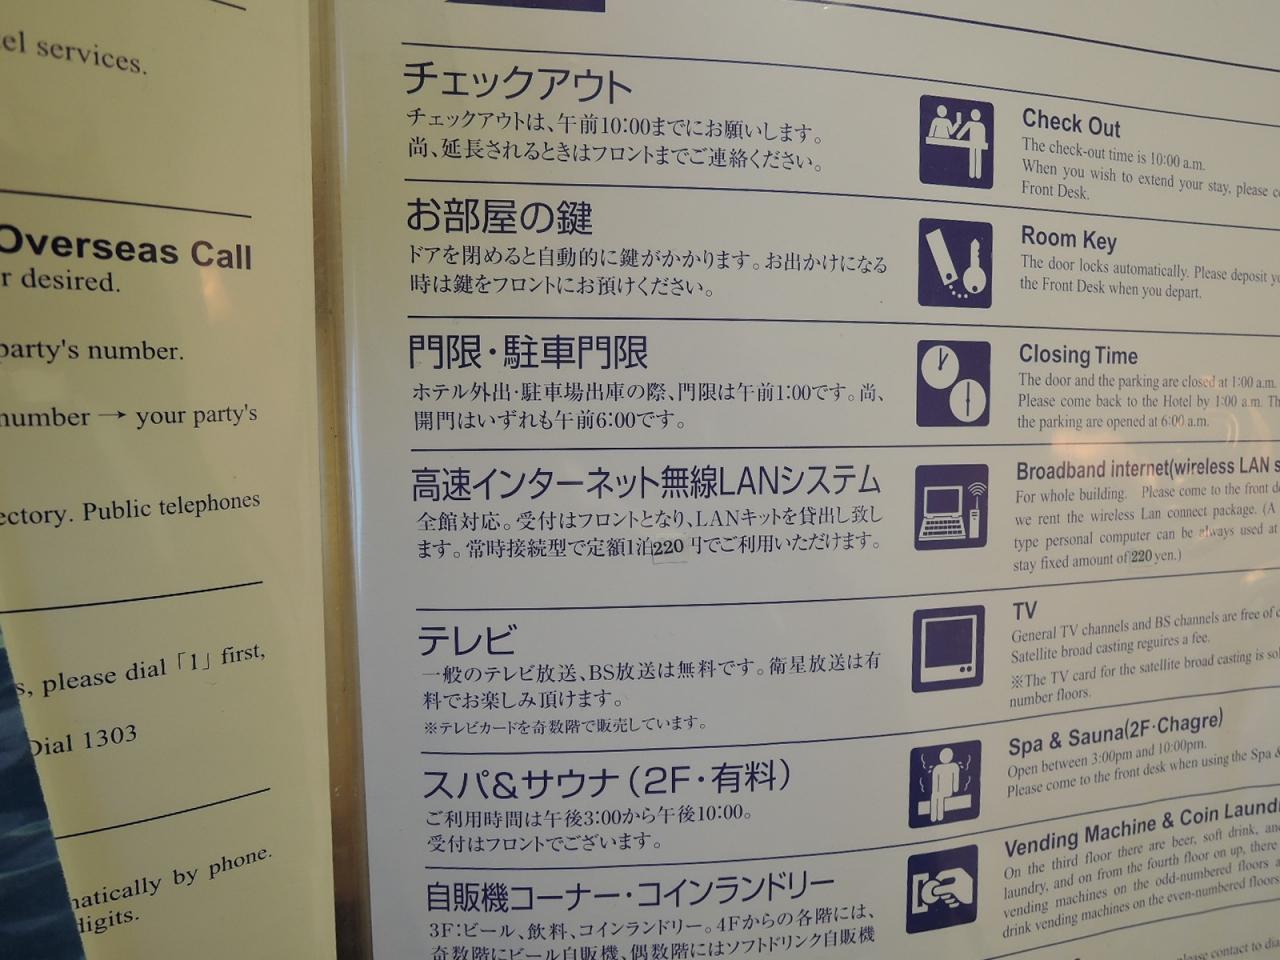 tel services.
Overseas Call
r desired.
party's number.
number → your party's
ectory. Public telephones
s, please dial「1」first,
Dial 1303
matically by phone.
digits.
チェックアウト
チェックアウトは、午前10:00までにお願いします。
尚、延長されるときはフロントまでご連絡ください。
お部屋の鍵
ドアを閉めると自動的に鍵がかかります。お出かけになる
時は鍵をフロントにお預けください。
門限・駐車門限
ホテル外出・駐車場出庫の際、門限は午前1:00です。尚、
開門はいずれも午前6:00です。
高速インターネット無線LANシステム
全館対応。受付はフロントとなり、LANキットを貸出し致し
ます。常時接続型で定額1泊220円でご利用いただけます。
テレビ
一般のテレビ放送、BS放送は無料です。衛星放送は有
料でお楽しみ頂けます。
※テレビカードを奇数階で販売しています。
スパ&サウナ（2F・有料）
ご利用時間は午後3:00から午後10:00。
受付はフロントでございます。
自販機コーナー・コインランドリー
3F:ビール、飲料、コインランドリー。4Fからの各階には、
奇数階にビール自販機、偶数階にはソフトドリンク自販機
Check Out
The check-out time is 10:00 a.m.
When you wish to extend your stay, please
Front Desk.
Room Key
The door locks automatically. Please deposit
the Front Desk when you depart.
Closing Time
The door and the parking are closed at 1:00 a.m.
Please come back to the Hotel by 1:00 a.m.
the parking are opened at 6:00 a.m.
Broadband internet(wireless LAN s
For whole building. Please come to the front
we rent the wireless Lan connect package. (A
type personal computer can be always used at
stay fixed amount of 220 yen.)
TV
General TV channels and BS channels are free of
Satellite broad casting reguires a fee.
※The TV card for the satellite broad casting is
number floors.
Spa & Sauna(2F・Chagre)
Open between 3:00pm and 10:00pm.
Please come to the front desk when using the Spa &
Vending Machine & Coin Laundr
On the third floor there are beer, soft drink,
laundry, and on from the fourth floor on up, there
vending machines on the odd-numbered floors
drink vending machines on the even-numbered floors
please contact to